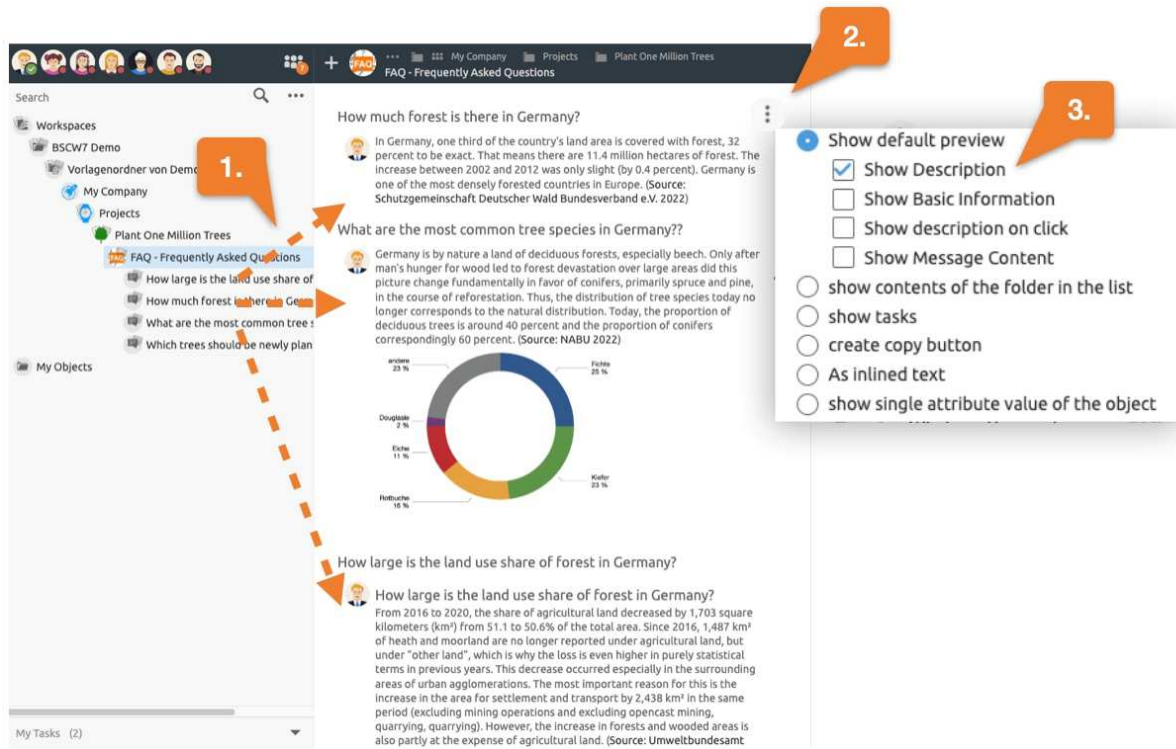 2.
FAQ
··· My Company Projects Plant One Million Trees
FAQ - Frequently Asked Questions
Search
Workspaces
BSCW7 Demo
Vorlagenordner von Demo
My Company
Projects
Plant One Million Trees
FAQ - Frequently Asked Questions
How large is the land use share of
How much forest is there in Germ
What are the most common tree s
Which trees should be newly plan
My Objects
My Tasks (2)
1.
How much forest is there in Germany?
In Germany, one third of the country's land area is covered with forest, 32
percent to be exact. That means there are 11.4 million hectares of forest. The
increase between 2002 and 2012 was only slight (by 0.4 percent). Germany is
one of the most densely forested countries in Europe. (Source:
Schutzgemeinschaft Deutscher Wald Bundesverband e.V. 2022)
What are the most common tree species in Germany??
Germany is by nature a land of deciduous forests, especially beech. Only after
man's hunger for wood led to forest devastation over large areas did this
picture change fundamentally in favor of conifers, primarily spruce and pine,
in the course of reforestation. Thus, the distribution of tree species today no
longer corresponds to the natural distribution. Today, the proportion of
deciduous trees is around 40 percent and the proportion of conifers
correspondingly 60 percent. (Source: NABU 2022)
andere
23 %
Fichte
25 %
Douglasie
2 %
Eiche
11 %
Kiefer
23 %
Rotbuche
16 %
How large is the land use share of forest in Germany?
How large is the land use share of forest in Germany?
From 2016 to 2020, the share of agricultural land decreased by 1,703 square
kilometers (km²) from 51.1 to 50.6% of the total area. Since 2016, 1,487 km²
of heath and moorland are no longer reported under agricultural land, but
under "other land", which is why the loss is even higher in purely statistical
terms in previous years. This decrease occurred especially in the surrounding
areas of urban agglomerations. The most important reason for this is the
increase in the area for settlement and transport by 2,438 km² in the same
period (excluding mining operations and excluding opencast mining,
quarrying, quarrying). However, the increase in forests and wooded areas is
also partly at the expense of agricultural land. (Source: Umweltbundesamt
3.
Show default preview
Show Description
Show Basic Information
Show description on click
Show Message Content
show contents of the folder in the list
show tasks
create copy button
As inlined text
show single attribute value of the object